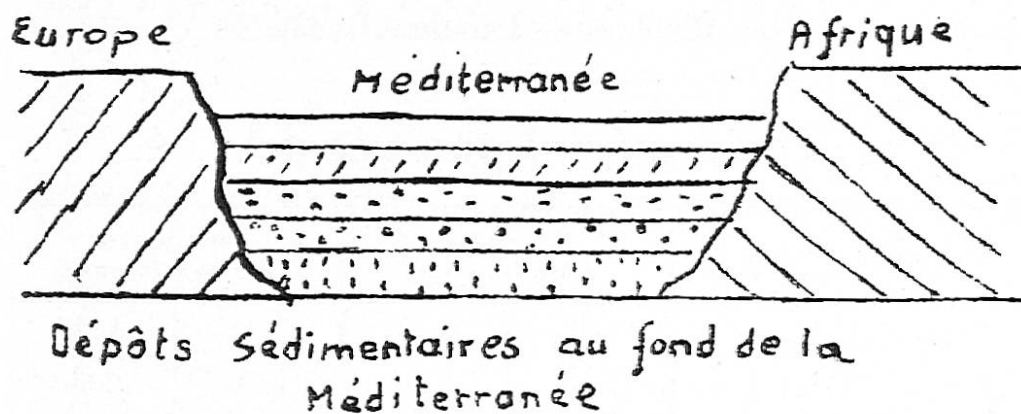 Europe
Afrique
Méditerranée
Dépôts sédimentaires au fond de la
Méditerranée